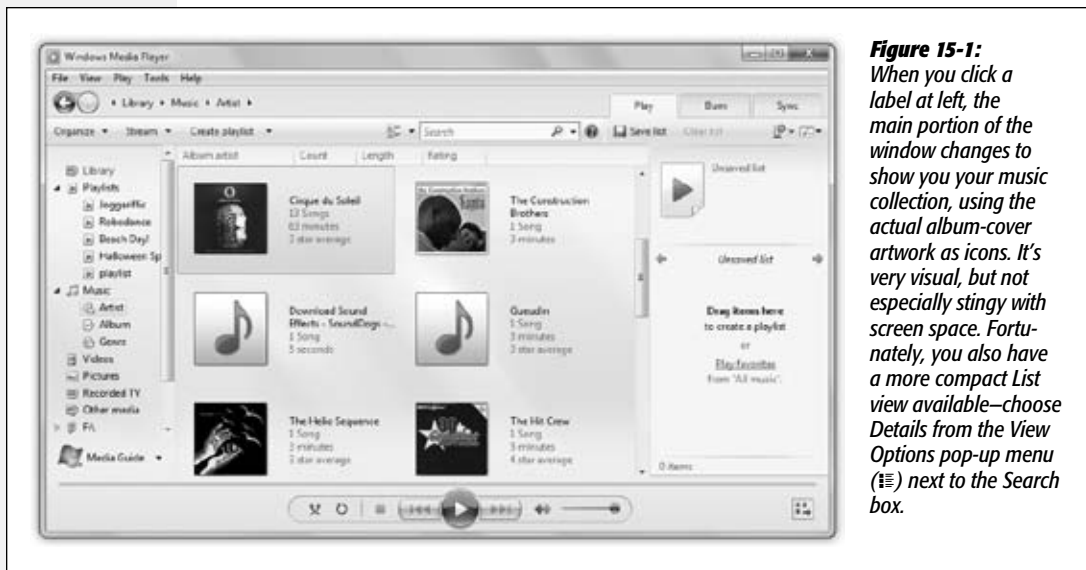 Windows Media Player
File View Play Tools Help
Library Music Artist
Play Burn Sync
Organize Stream Create playlist Search Save list Clear list
Album artist Count Length Rating
Library
Playlists
Joggeriffic
Robodance
Beach Day!
Halloween Sp
playlist
Music
Artist
Album
Genre
Videos
Pictures
Recorded TV
Other media
F:\
Media Guide
Cirque du Soleil
13 Songs
63 minutes
3 star average
The Construction
Brothers
1 Song
3 minutes
Download Sound
Effects - SoundDogs -...
1 Song
5 seconds
Gueudin
1 Song
3 minutes
3 star average
The Helio Sequence
1 Song
3 minutes
3 star average
The Hit Crew
1 Song
3 minutes
4 star average
Unsaved list
Unsaved list
Drag items here
to create a playlist
or
Play favorites
from 'All music'.
0 items
Figure 15-1:
When you click a
label at left, the
main portion of the
window changes to
show you your music
collection, using the
actual album-cover
artwork as icons. It's
very visual, but not
especially stingy with
screen space. Fortu-
nately, you also have
a more compact List
view available—choose
Details from the View
Options pop-up menu
( ) next to the Search
box.